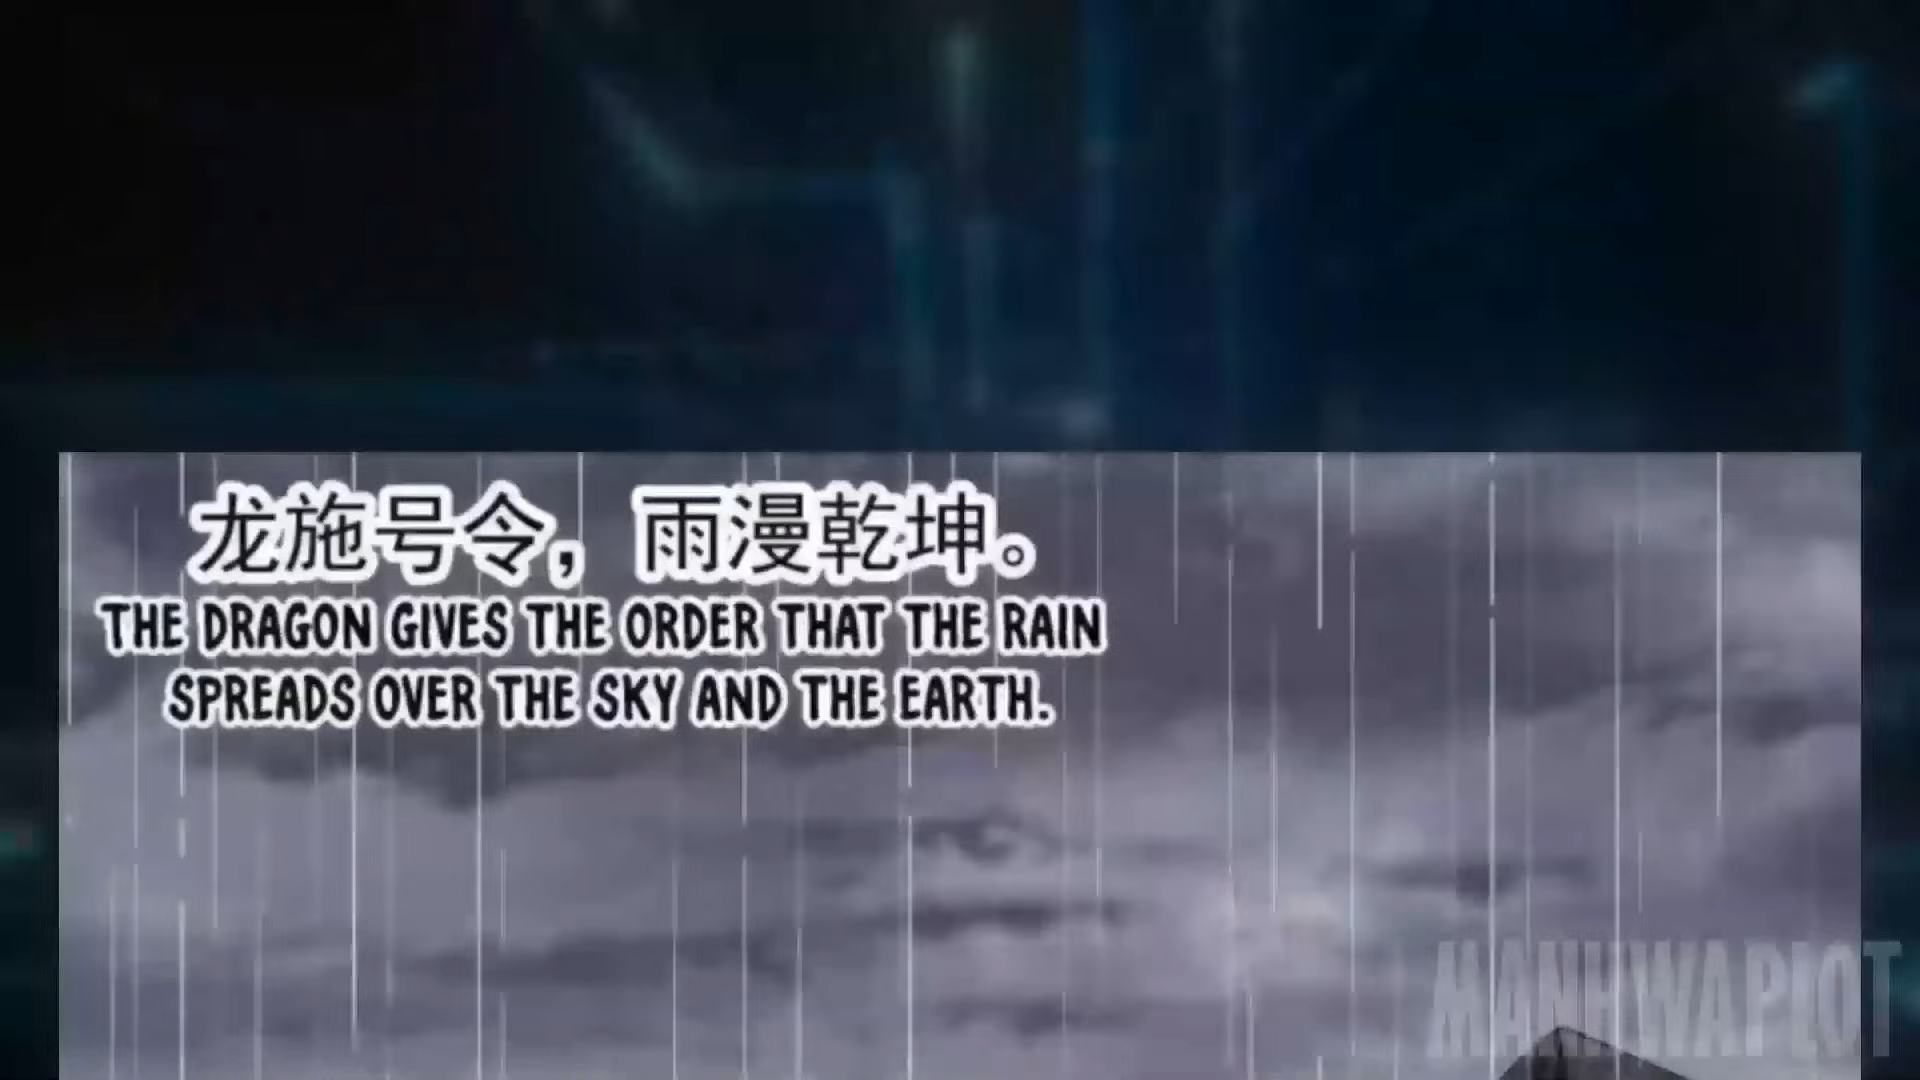 龙施号令，雨漫乾坤。
THE DRAGON GIVES THE ORDER THAT THE RAIN
SPREADS OVER THE SKY AND THE EARTH.
MANHWAPLOT